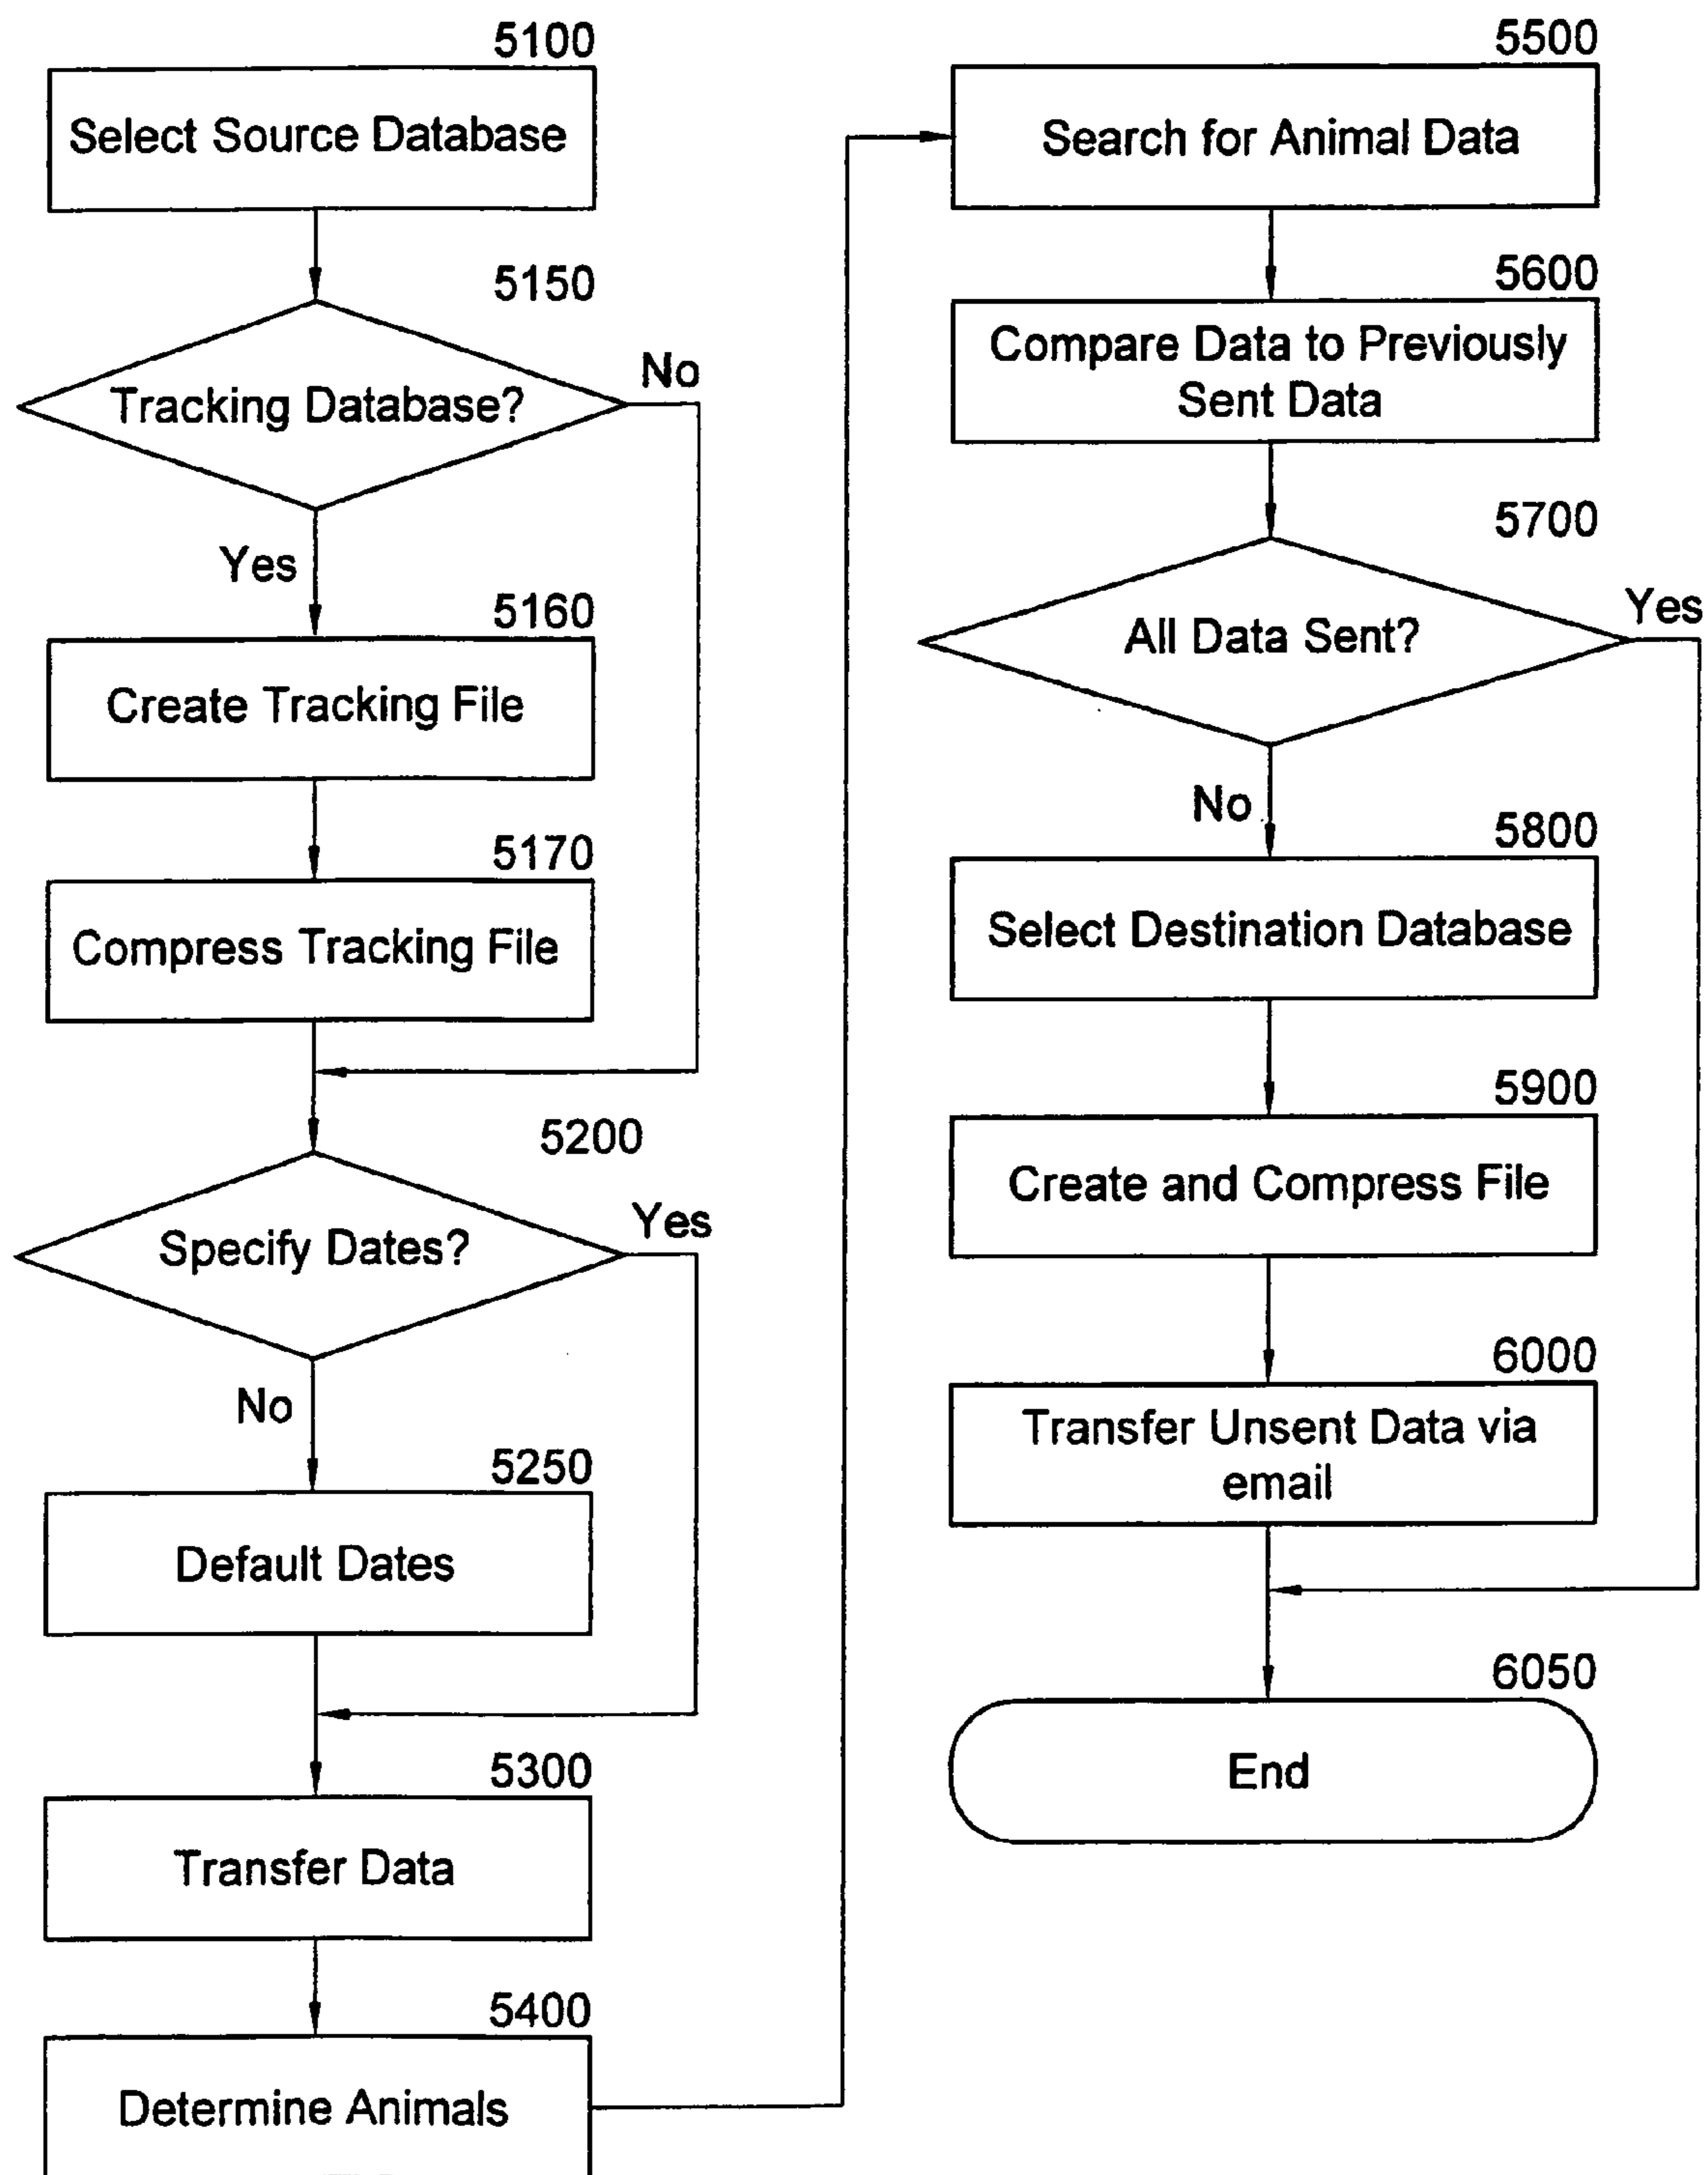 5100
Select Source Database
5150
Tracking Database?
No
Yes
5160
Create Tracking File
5170
Compress Tracking File
5200
Specify Dates?
Yes
No
5250
Default Dates
5300
Transfer Data
5400
Determine Animals
5500
Search for Animal Data
5600
Compare Data to Previously
Sent Data
5700
All Data Sent?
Yes
No
5800
Select Destination Database
5900
Create and Compress File
6000
Transfer Unsent Data via
email
6050
End